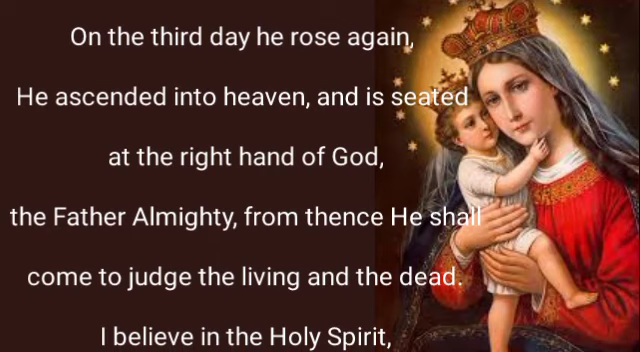 On the third day he rose again,
He ascended into heaven, and is seated
at the right hand of God,
the Father Almighty, from thence He shall
come to judge the living and the dead.
I believe in the Holy Spirit,